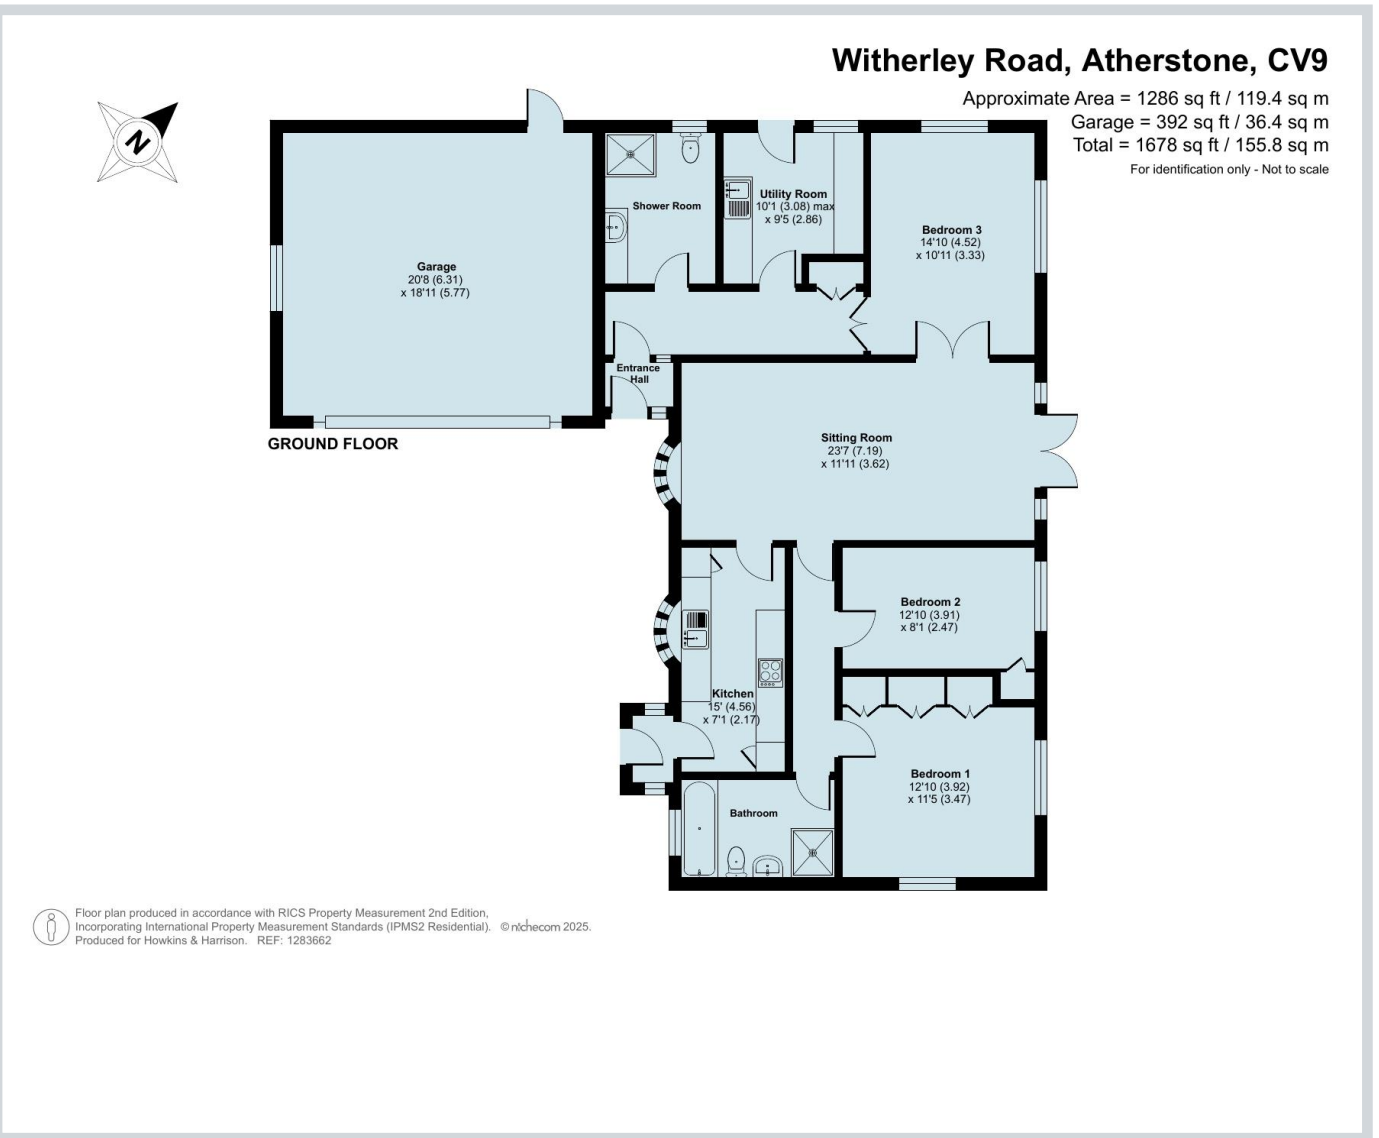 Witherley Road, Atherstone, CV9
Approximate Area = 1286 sq ft / 119.4 sq m
Garage = 392 sq ft / 36.4 sq m
Total = 1678 sq ft / 155.8 sq m
For identification only - Not to scale
N
Garage
20'8 (6.31)
x 18'11 (5.77)
Shower Room
Utility Room
10'1 (3.08) max
x 9'5 (2.86)
Bedroom 3
14'10 (4.52)
x 10'11 (3.33)
Entrance
Hall
GROUND FLOOR
Sitting Room
23'7 (7.19)
x 11'11 (3.62)
Bedroom 2
12'10 (3.91)
x 8'1 (2.47)
Kitchen
15' (4.56)
x 7'1 (2.17)
Bedroom 1
12'10 (3.92)
x 11'5 (3.47)
Bathroom
Floor plan produced in accordance with RICS Property Measurement 2nd Edition,
Incorporating International Property Measurement Standards (IPMS2 Residential). © nichecom 2025.
Produced for Howkins & Harrison. REF: 1283662